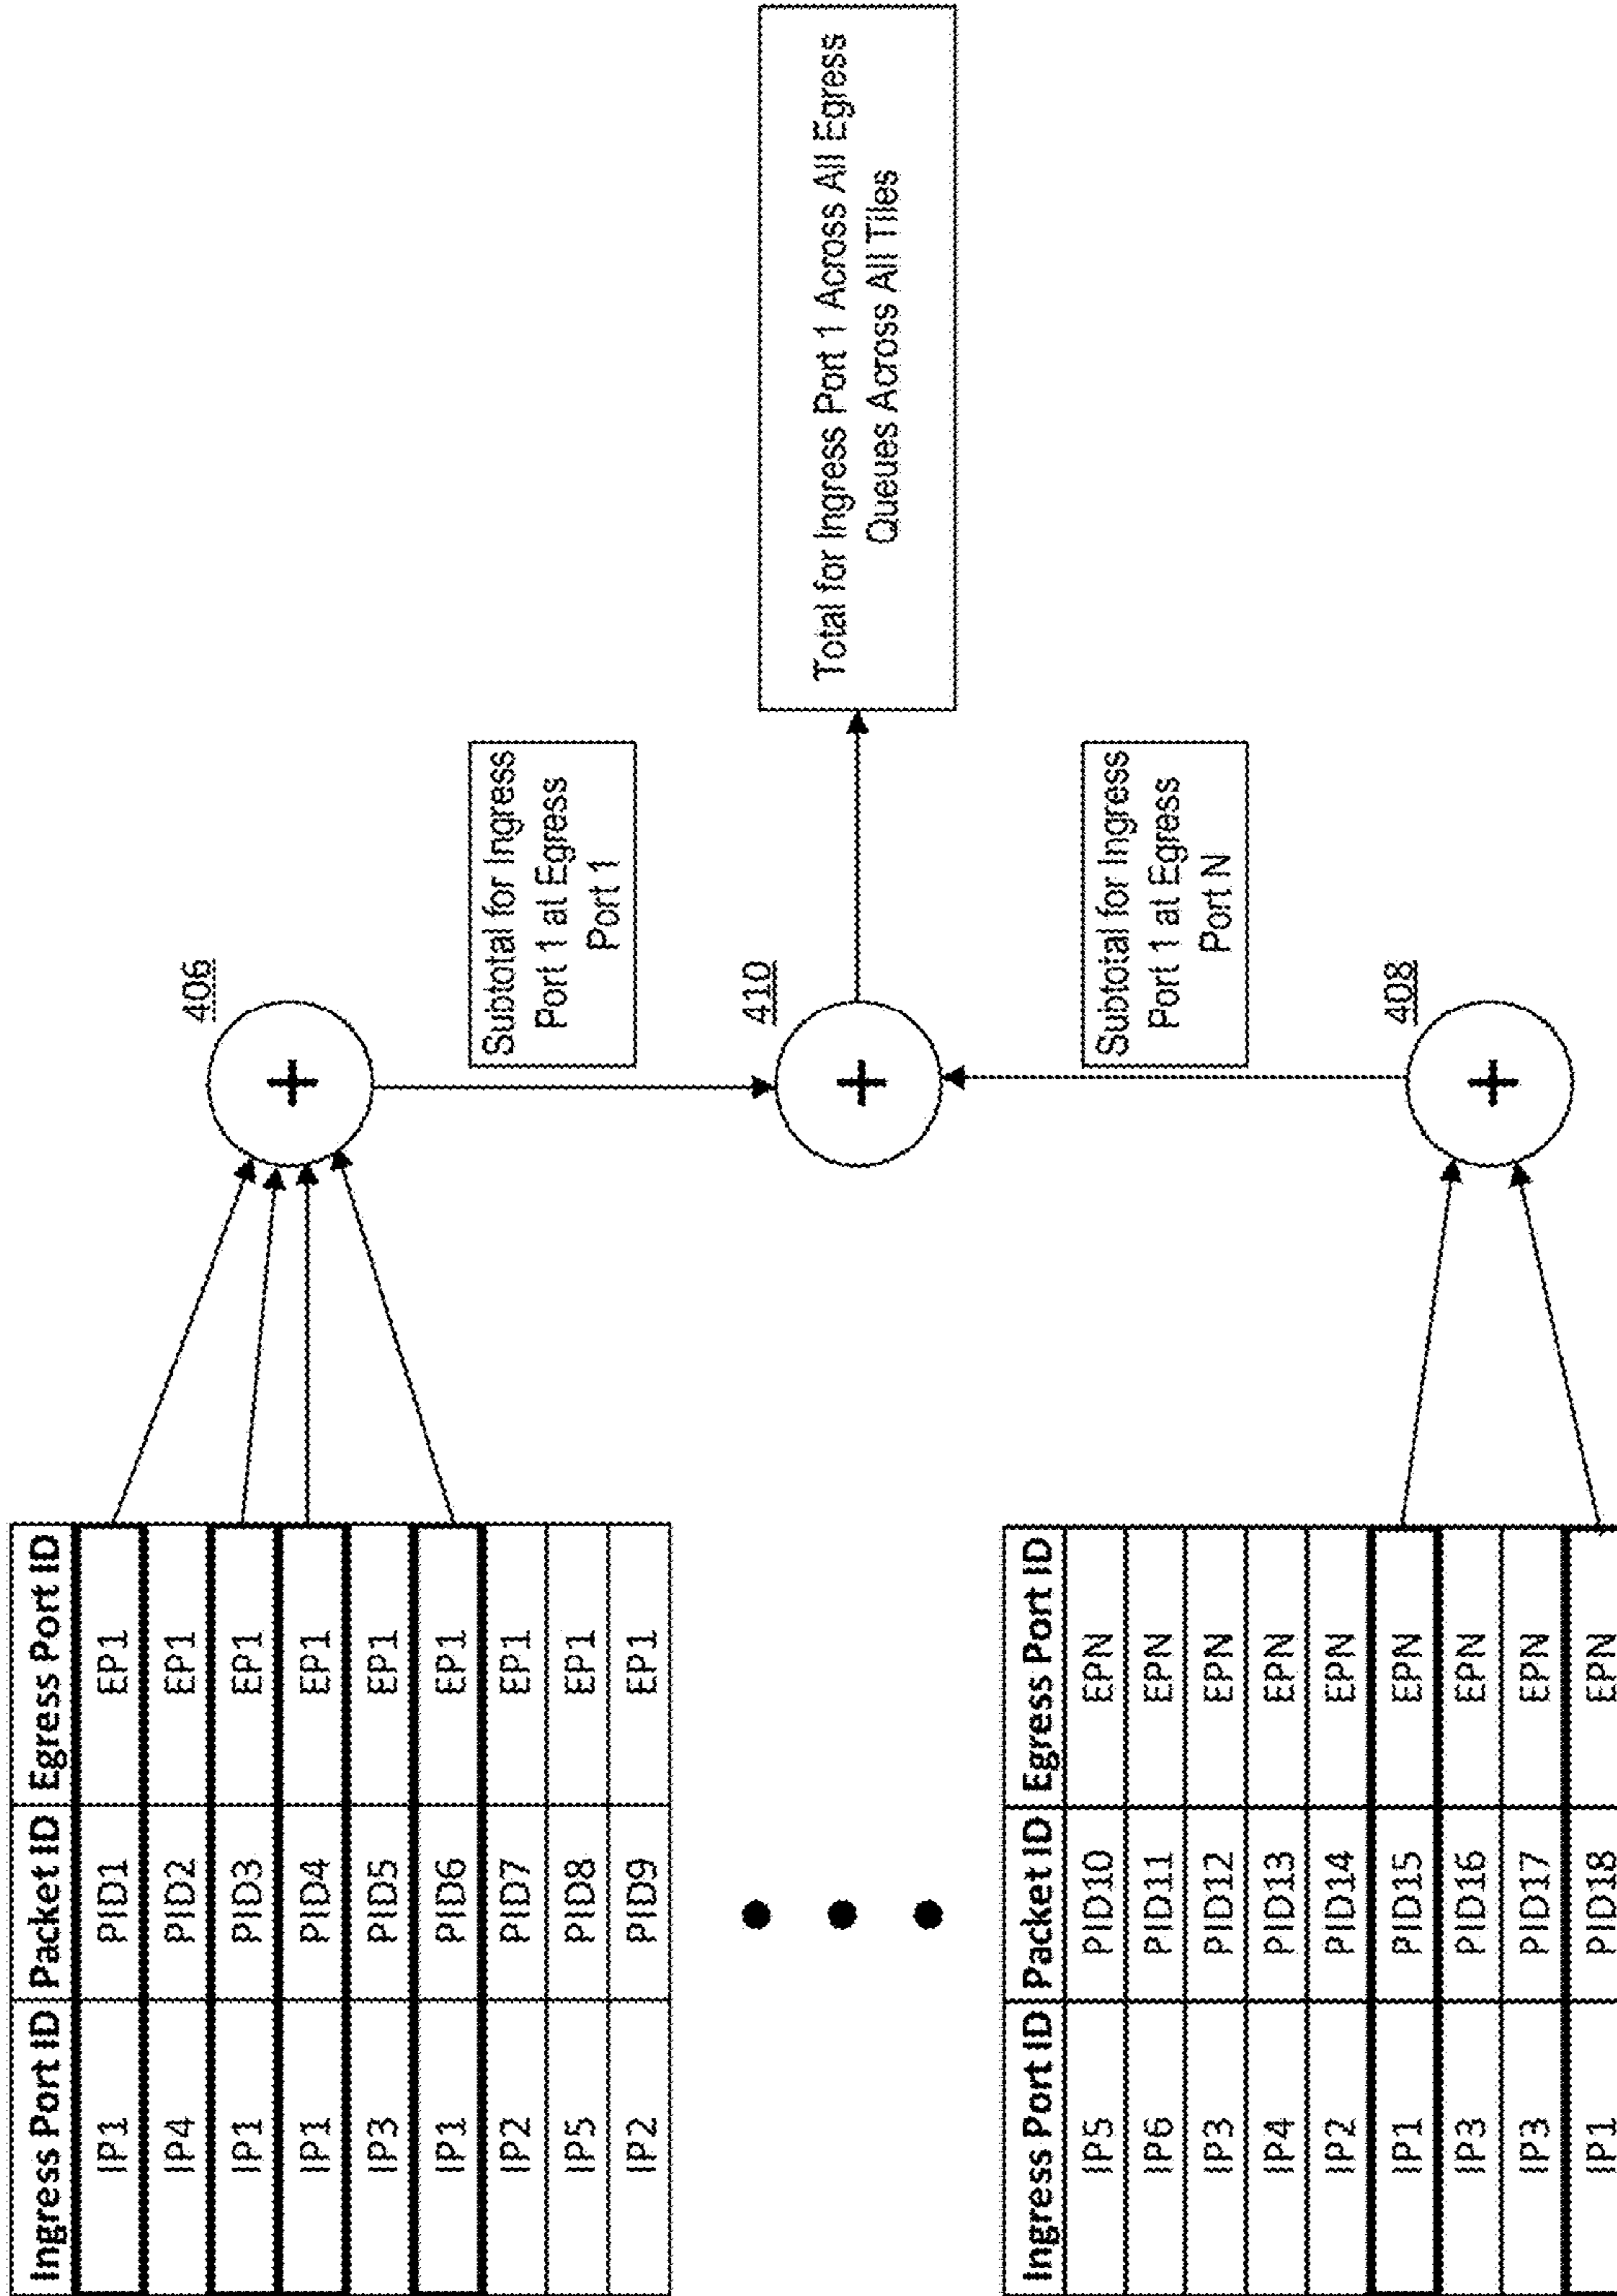 Ingress Port ID Packet ID Egress Port ID
IP1 PID1 EP1
IP4 PID2 EP1
IP1 PID3 EP1
IP1 PID4 EP1
IP3 PID5 EP1
IP1 PID6 EP1
IP2 PID7 EP1
IP5 PID8 EP1
IP2 PID9 EP1
406
+
Subtotal for Ingress
Port 1 at Egress
Port 1
410
+
Total for Ingress Port 1 Across All Egress
Queues Across All Tiles
Subtotal for Ingress
Port 1 at Egress
Port N
408
+
Ingress Port ID Packet ID Egress Port ID
IP5 PID10 EPN
IP6 PID11 EPN
IP3 PID12 EPN
IP4 PID13 EPN
IP2 PID14 EPN
IP1 PID15 EPN
IP3 PID16 EPN
IP3 PID17 EPN
IP1 PID18 EPN